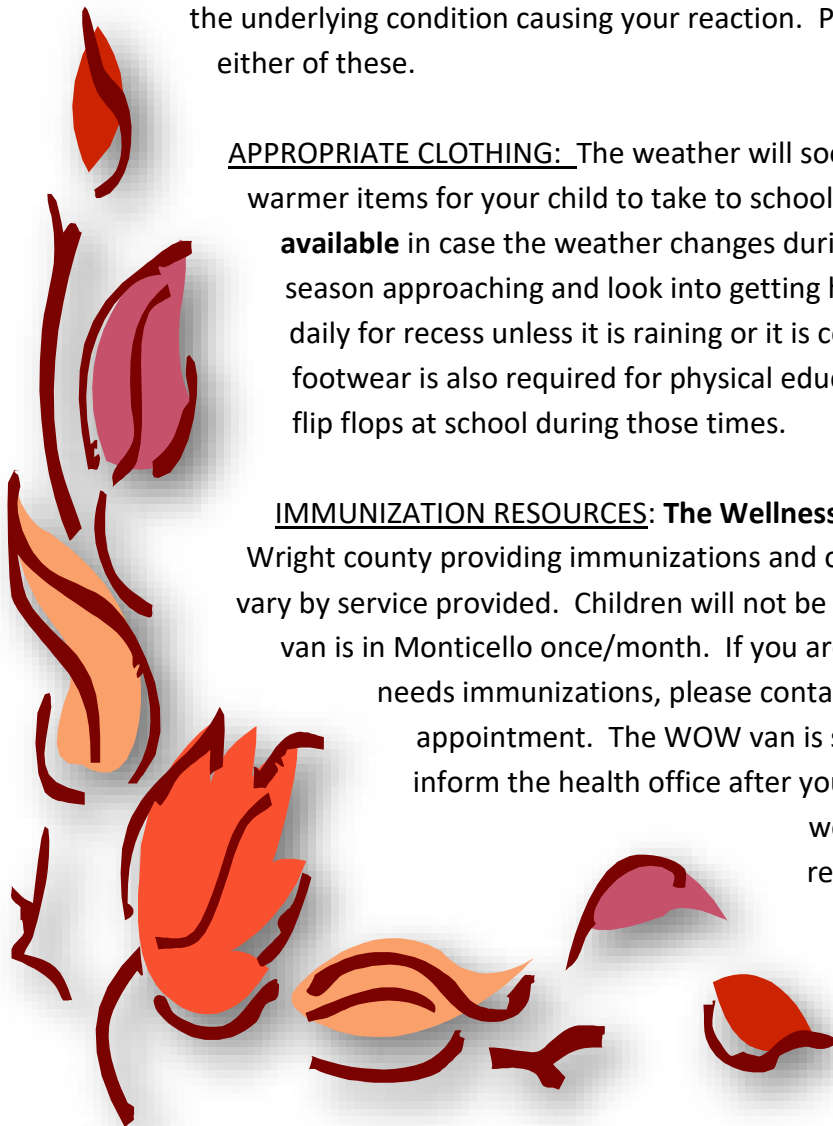 the underlying condition causing your reaction. P
either of these.
APPROPRIATE CLOTHING: The weather will soo
warmer items for your child to take to school
available in case the weather changes duri
season approaching and look into getting h
daily for recess unless it is raining or it is co
footwear is also required for physical educ
flip flops at school during those times.
IMMUNIZATION RESOURCES: The Wellness
Wright county providing immunizations and c
vary by service provided. Children will not be
van is in Monticello once/month. If you are
needs immunizations, please conta
appointment. The WOW van is s
inform the health office after you
we
re